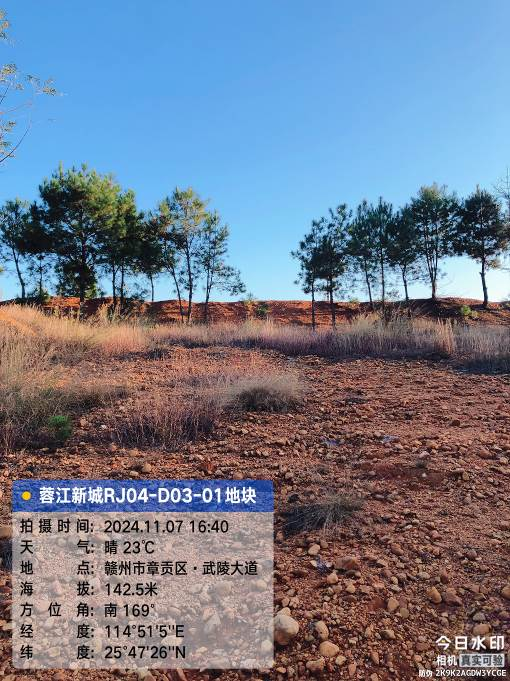 蓉江新城RJ04-D03-01地块
拍摄时间: 2024.11.07 16:40
天气: 晴 23℃
地点: 赣州市章贡区·武陵大道
海拔: 142.5米
方位角: 南 169°
经度: 114°51'5"E
纬度: 25°47'26"N
今日水印
相机 真实可验
防伪 2K9K2AGDW3YCGE